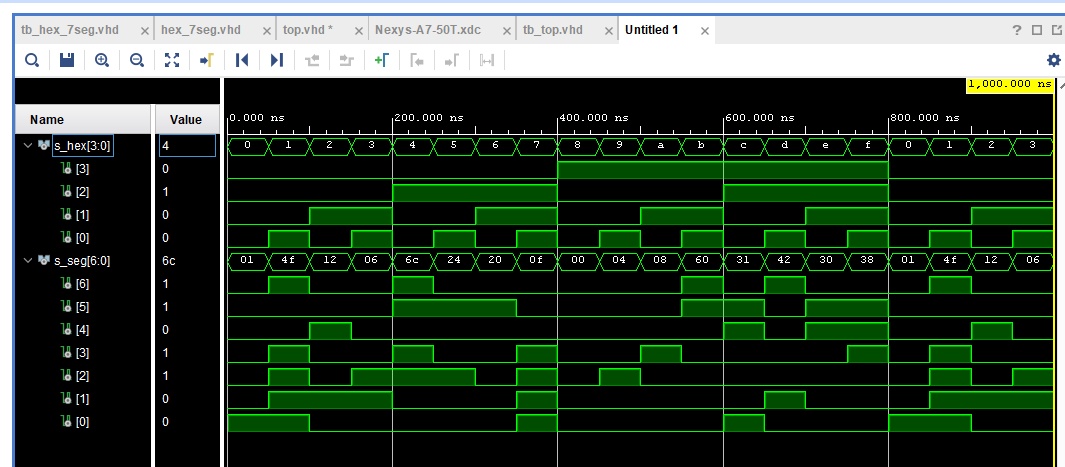 tb_hex_7seg.vhd × hex_7seg.vhd × top.vhd * × Nexys-A7-50T.xdc × tb_top.vhd × Untitled 1 × ?
1,000.000 ns
Name Value 0.000 ns 200.000 ns 400.000 ns 600.000 ns 800.000 ns
s_hex[3:0] 4 0 1 2 3 4 5 6 7 8 9 a b c d e f 0 1 2 3
[3] 0
[2] 1
[1] 0
[0] 0
s_seg[6:0] 6c 01 4f 12 06 6c 24 20 0f 00 04 08 60 31 42 30 38 01 4f 12 06
[6] 1
[5] 1
[4] 0
[3] 1
[2] 1
[1] 0
[0] 0